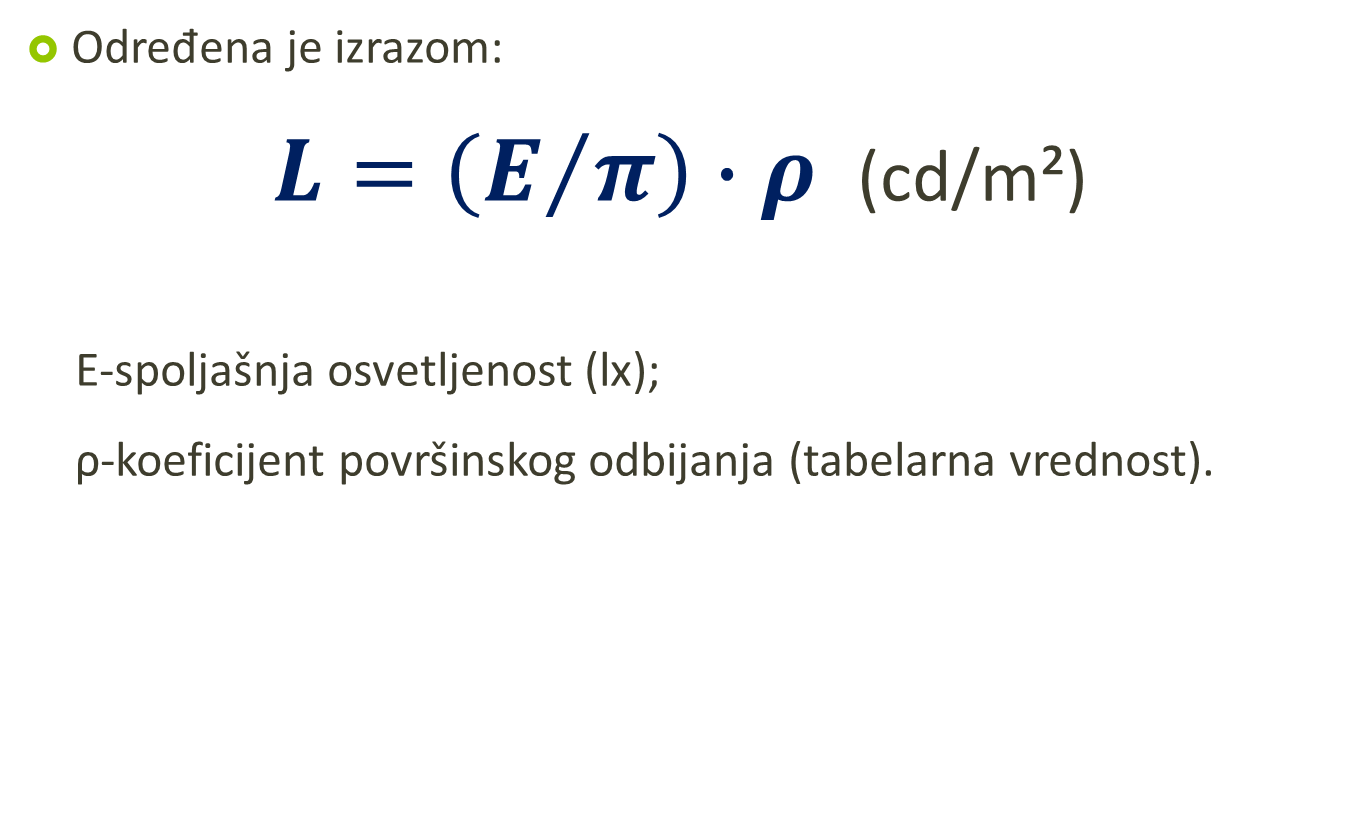 Određena je izrazom:
L = (E/π) · ρ (cd/m²)
E-spoljašnja osvetljenost (lx);
ρ-koeficijent površinskog odbijanja (tabelarna vrednost).